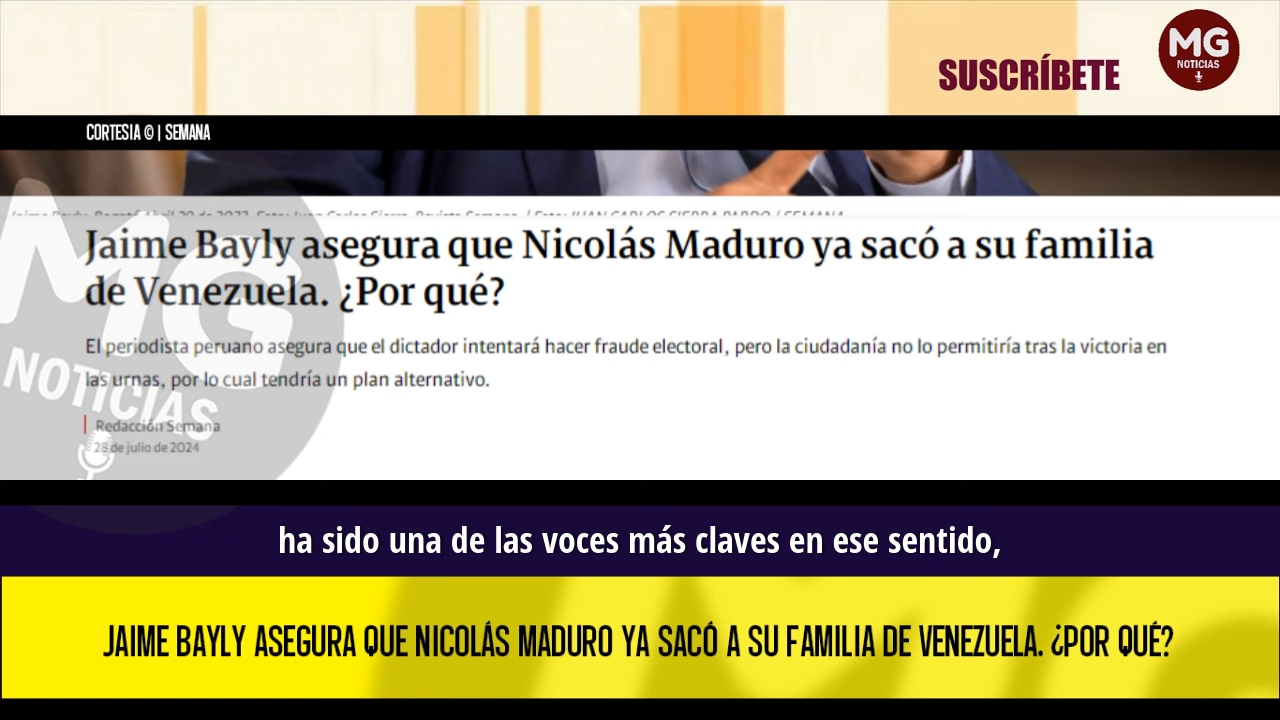 MG
NOTICIAS
SUSCRÍBETE
CORTESIA © | SEMANA
Jaime Bayly asegura que Nicolás Maduro ya sacó a su familia
de Venezuela. ¿Por qué?
El periodista peruano asegura que el dictador intentará hacer fraude electoral, pero la ciudadanía no lo permitiría tras la victoria en
las urnas, por lo cual tendría un plan alternativo.
Redacción Semana
28 de julio de 2024
MG
NOTICIAS
ha sido una de las voces más claves en ese sentido,
JAIME BAYLY ASEGURA QUE NICOLÁS MADURO YA SACÓ A SU FAMILIA DE VENEZUELA. ¿POR QUÉ?